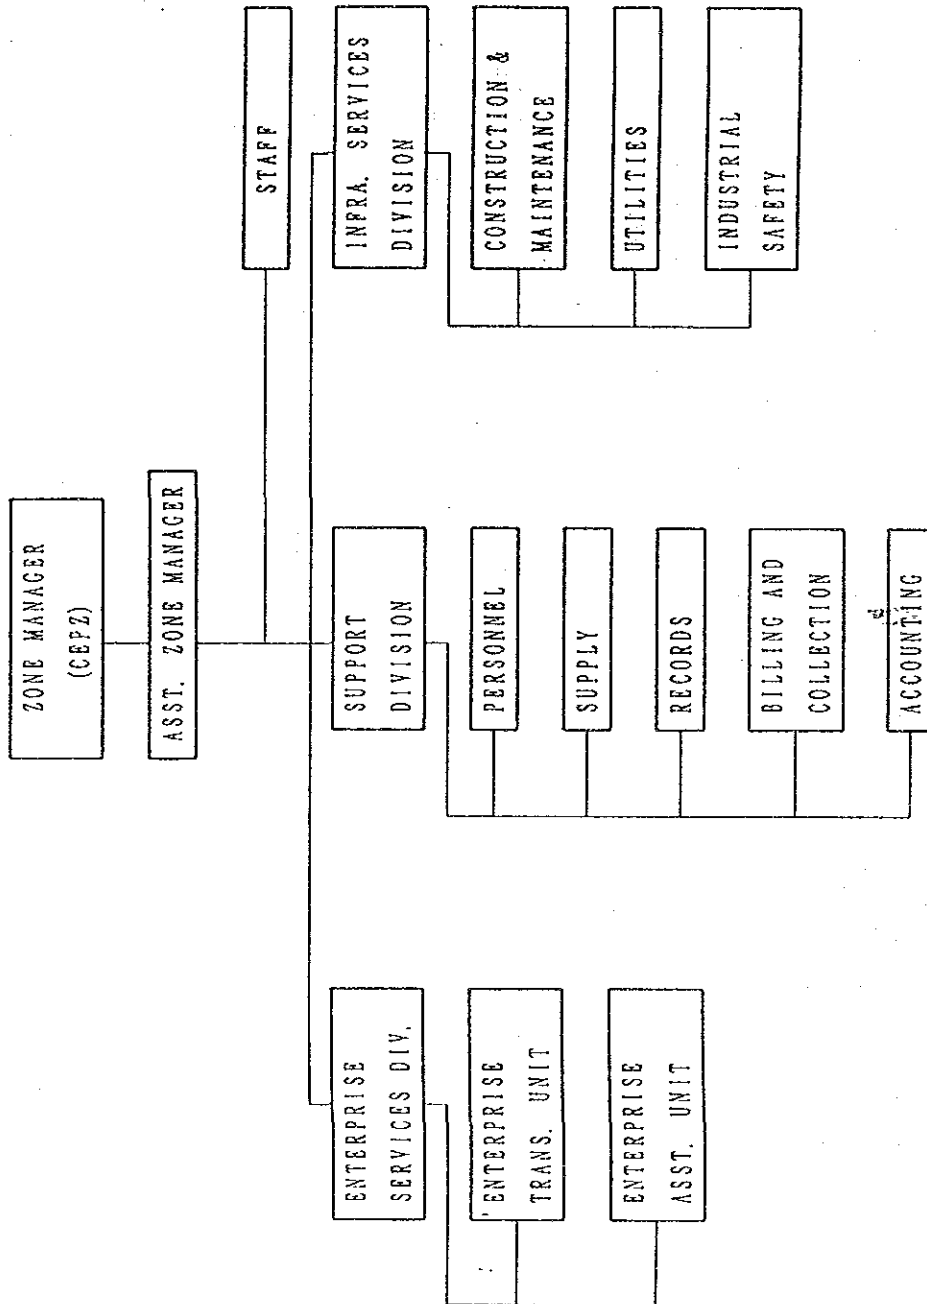 ZONE MANAGER
(CEPZ)
ASST. ZONE MANAGER
STAFF
ENTERPRISE
SERVICES DIV.
ENTERPRISE
TRANS. UNIT
ENTERPRISE
ASST. UNIT
SUPPORT
DIVISION
PERSONNEL
SUPPLY
RECORDS
BILLING AND
COLLECTION
ACCOUNTING
INFRA. SERVICES
DIVISION
CONSTRUCTION &
MAINTENANCE
UTILITIES
INDUSTRIAL
SAFETY